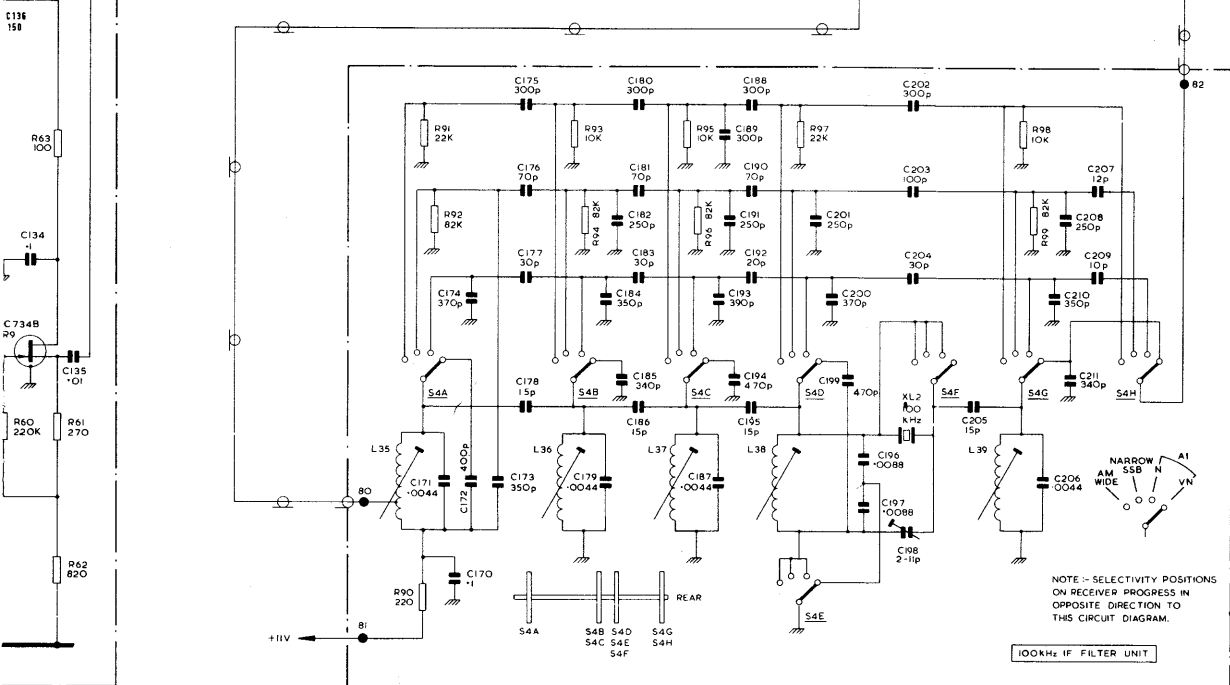 C136
150
R63
100
C134
·1
C734B
R9
C135
·01
R60
220K
R61
270
R62
820
C175
300p
C180
300p
C188
300p
C202
300p
82
R91
22K
R93
10K
R95
10K
C189
300p
R97
22K
R98
10K
C176
70p
C181
70p
C190
70p
C203
100p
C207
12p
R92
82K
R94 82K
C182
250p
R96 82K
C191
250p
C201
250p
R99 82K
C208
250p
C177
30p
C183
30p
C192
20p
C204
30p
C209
10p
C174
370p
C184
350p
C193
390p
C200
370p
C210
350p
S4A
C178
15p
S4B
C185
340p
S4C
C194
470p
S4D
C199
470p
S4F
S4G
C211
340p
S4H
C186
15p
C195
15p
XL2
100
KHz
C205
15p
L35
C171
·0044
C172 400p
C173
350p
L36
C179
·0044
L37
C187
·0044
L38
C196
·0088
C197
·0088
C198
2-11p
L39
C206
·0044
AM
WIDE
NARROW
SSB
N
A1
VN
80
R90
220
C170
·1
+11V
81
REAR
S4A
S4B
S4C
S4D
S4E
S4F
S4G
S4H
S4E
NOTE :- SELECTIVITY POSITIONS
ON RECEIVER PROGRESS IN
OPPOSITE DIRECTION TO
THIS CIRCUIT DIAGRAM.
100KHz IF FILTER UNIT